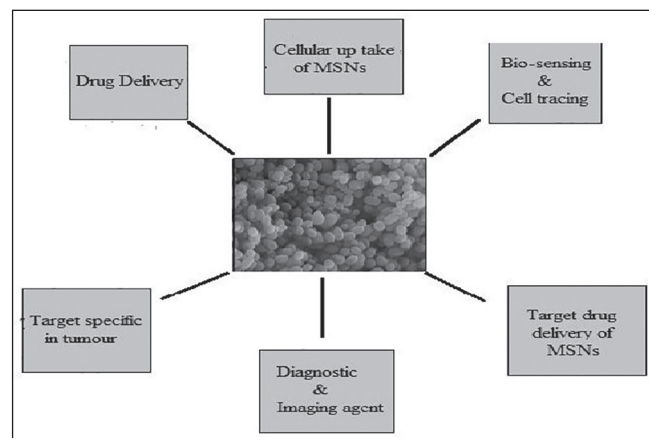 Drug Delivery
Cellular up take
of MSNs
Bio-sensing
&
Cell tracing
Target specific
in tumour
Diagnostic
&
Imaging agent
Target drug
delivery of
MSNs